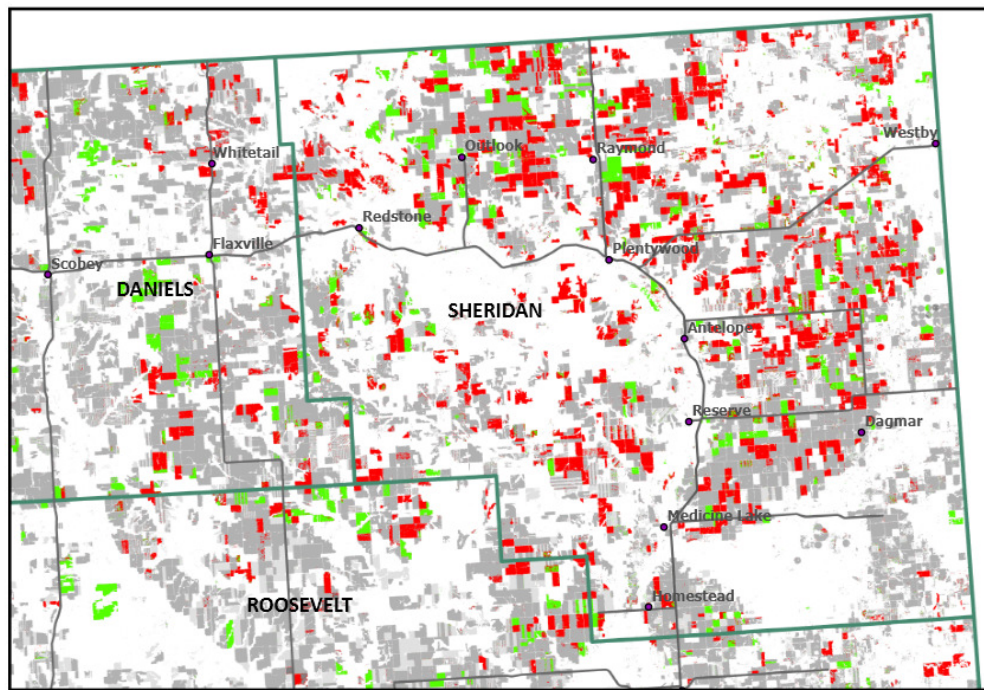 Westby
Whitetail
Outlook
Raymond
Redstone
Flaxville
Plentywood
Scobey
DANIELS
SHERIDAN
Antelope
Reserve
Dagmar
Medicine Lake
Homestead
ROOSEVELT